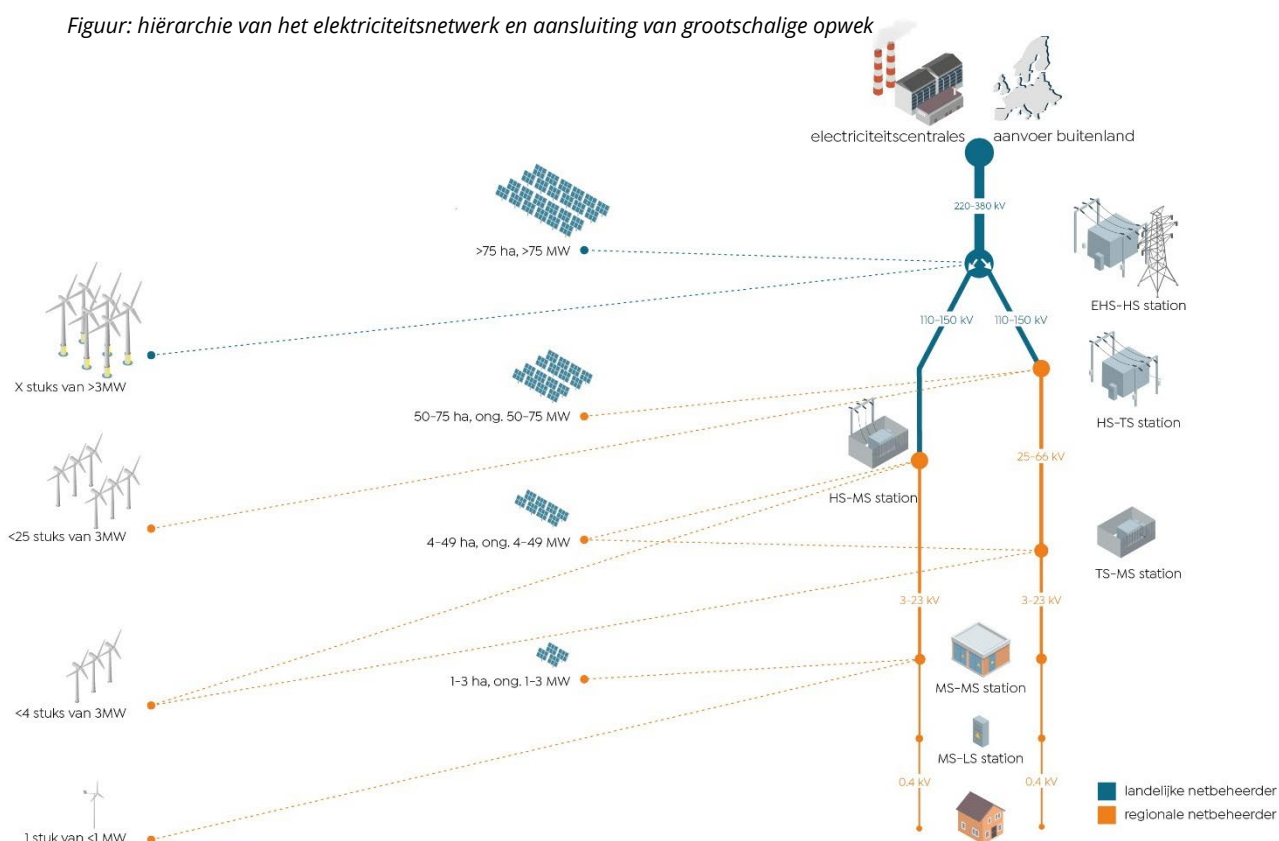 Figuur: hiërarchie van het elektriciteitsnetwerk en aansluiting van grootschalige opwek
electriciteitscentrales
aanvoer buitenland
220-380 kV
>75 ha, >75 MW
EHS-HS station
110-150 kV
110-150 kV
X stuks van >3MW
50-75 ha, ong. 50-75 MW
HS-TS station
25-66 kV
HS-MS station
<25 stuks van 3MW
4-49 ha, ong. 4-49 MW
TS-MS station
3-23 kV
3-23 kV
1-3 ha, ong. 1-3 MW
MS-MS station
<4 stuks van 3MW
MS-LS station
0.4 kV
0.4 kV
landelijke netbeheerder
regionale netbeheerder
1 stuk van <1 MW